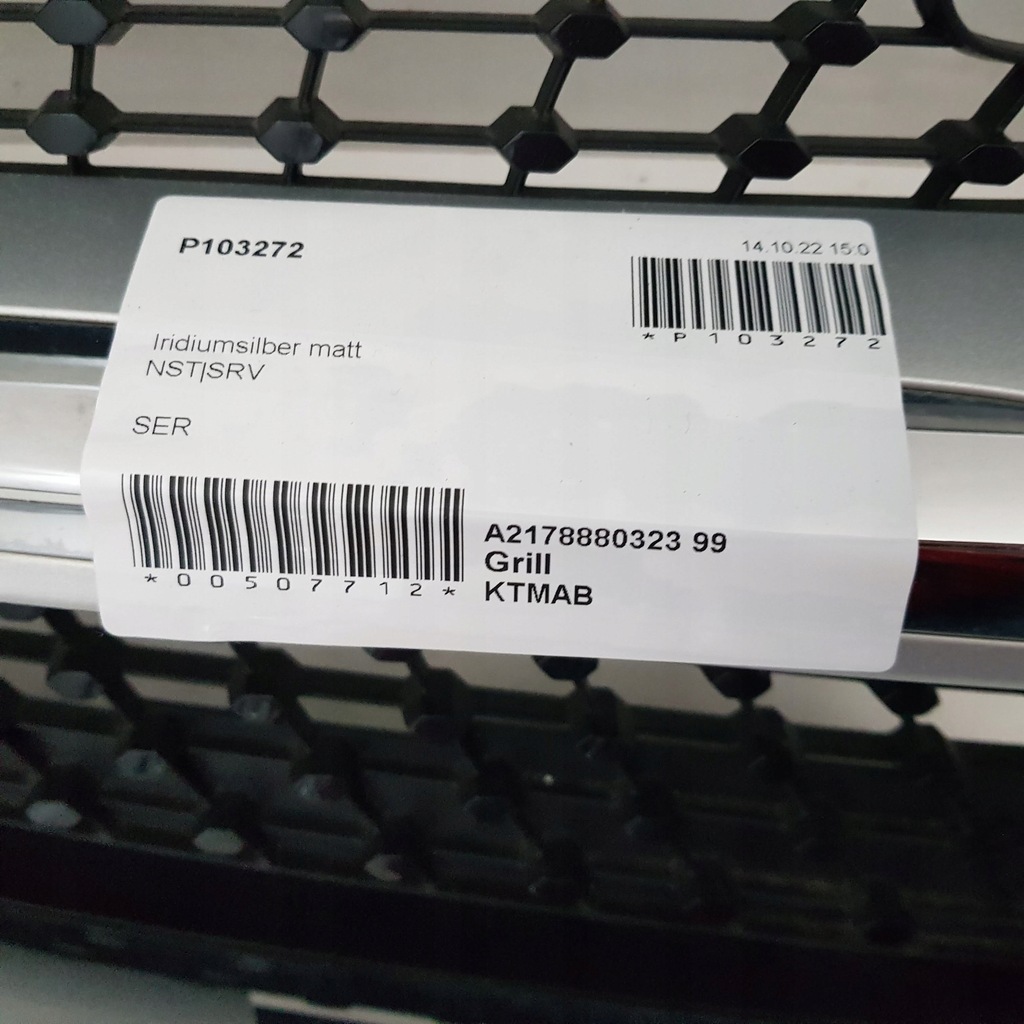 P103272
14.10.22 15:0
*P103272
Iridiumsilber matt
NST|SRV
SER
*00507712*
A2178880323 99
Grill
KTMAB